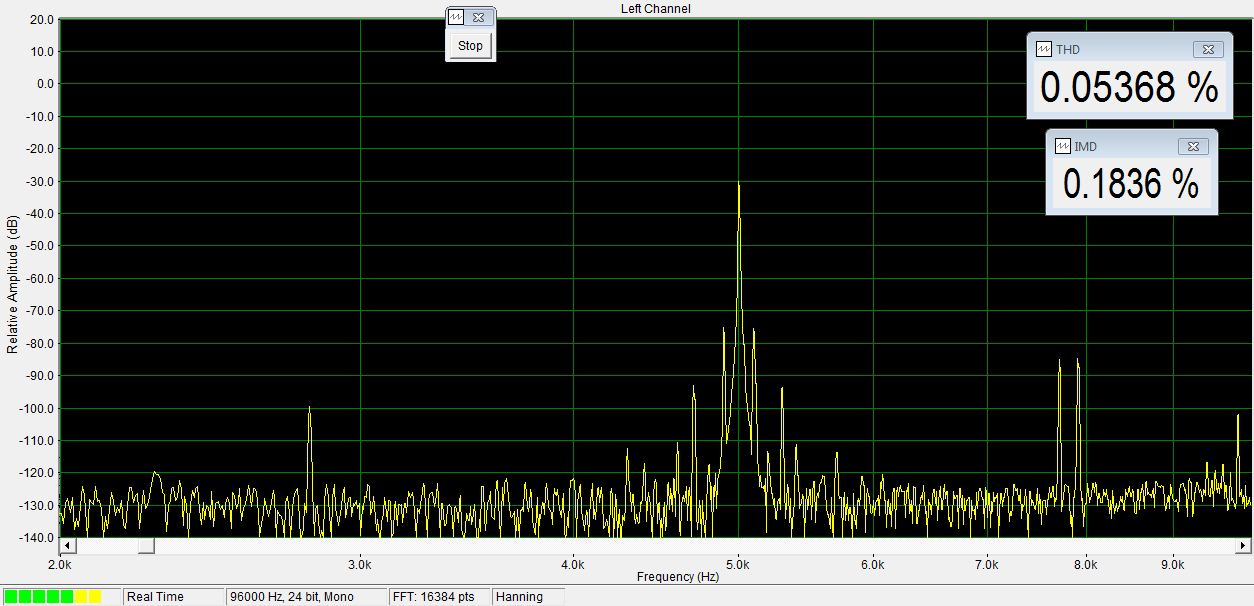 Left Channel
Stop
THD
0.05368 %
IMD
0.1836 %
Relative Amplitude (dB)
20.0
10.0
0.0
-10.0
-20.0
-30.0
-40.0
-50.0
-60.0
-70.0
-80.0
-90.0
-100.0
-110.0
-120.0
-130.0
-140.0
2.0k 3.0k 4.0k 5.0k 6.0k 7.0k 8.0k 9.0k
Frequency (Hz)
Real Time 96000 Hz, 24 bit, Mono FFT: 16384 pts Hanning